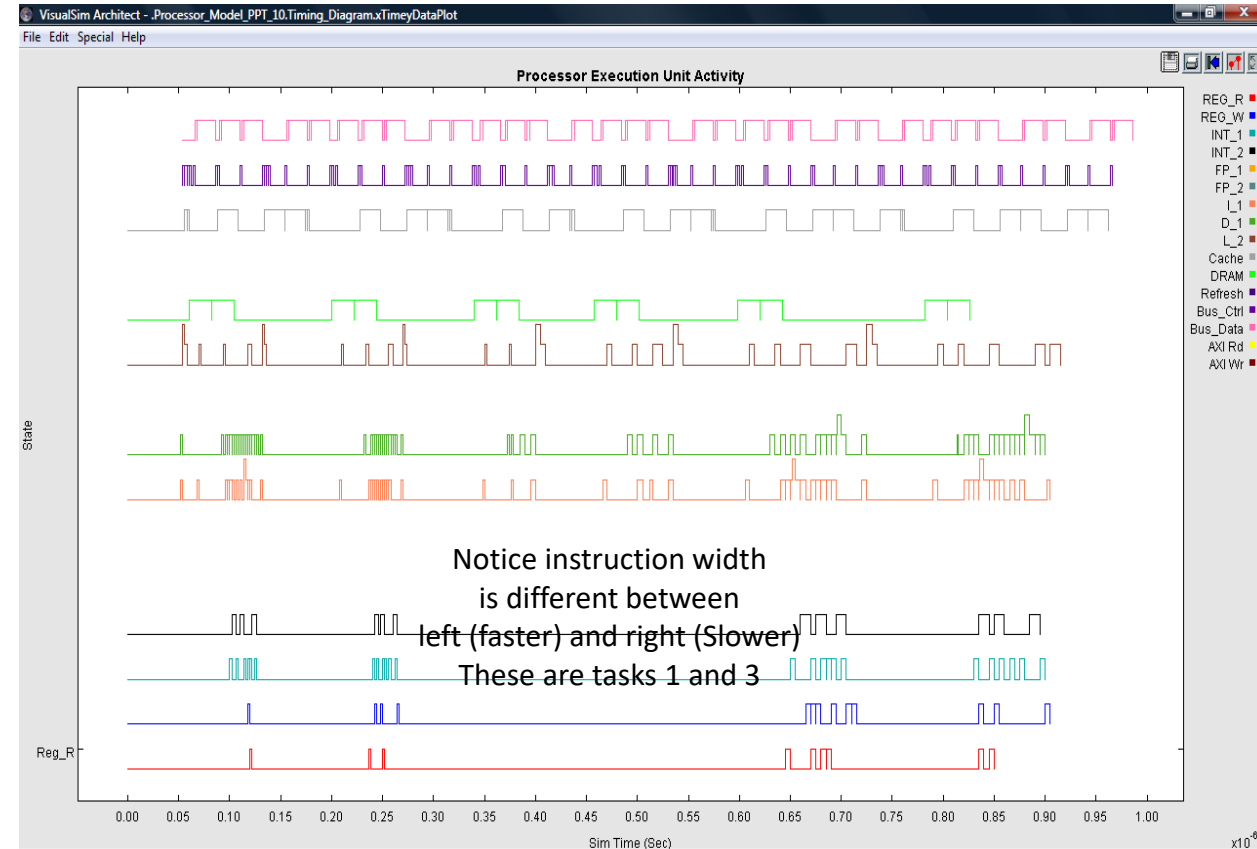 VisualSim Architect - .Processor_Model_PPT_10.Timing_Diagram.xTimeyDataPlot
File Edit Special Help
Processor Execution Unit Activity
REG_R
REG_W
INT_1
INT_2
FP_1
FP_2
I_1
D_1
L_2
Cache
DRAM
Refresh
Bus_Ctrl
Bus_Data
AXI Rd
AXI Wr
State
Notice instruction width
is different between
left (faster) and right (Slower)
These are tasks 1 and 3
Reg_R
0.00 0.05 0.10 0.15 0.20 0.25 0.30 0.35 0.40 0.45 0.50 0.55 0.60 0.65 0.70 0.75 0.80 0.85 0.90 0.95 1.00
Sim Time (Sec)
x10-6